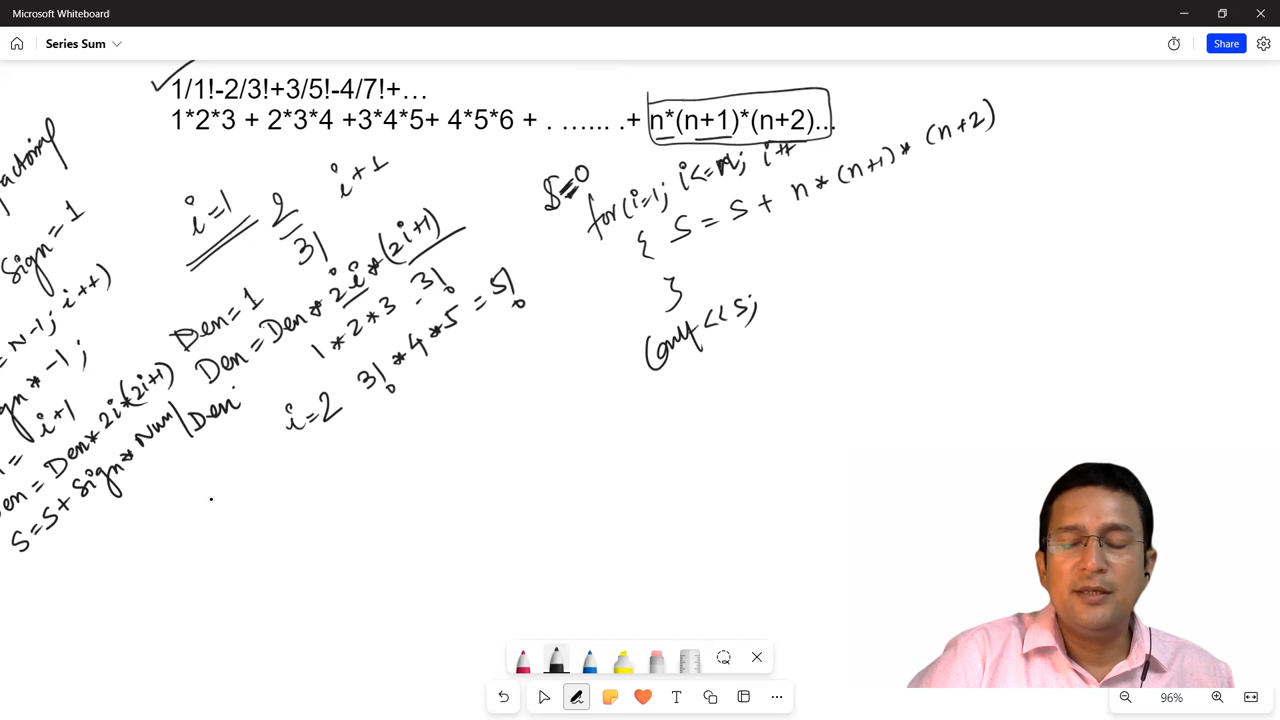 Microsoft Whiteboard
Series Sum
Share
1/1!-2/3!+3/5!-4/7!+…
1*2*3 + 2*3*4 +3*4*5+ 4*5*6 + . …... . .+ n*(n+1)*(n+2)...
Sign=1
N-1; i++)
* -1;
i+1
Den = Den* 2i*(2i+1)
S=S+ Sign* Num/Den
i=1
2
3!
i+1
Den=1
Den=Den* 2i*(2i+1)
1*2*3 3!
i=2 3! *4*5 =5!
S=0
for(i=1; i<=n; i++
{ S = S + n*(n+1)* (n+2)
}
Cout<<S;
96%